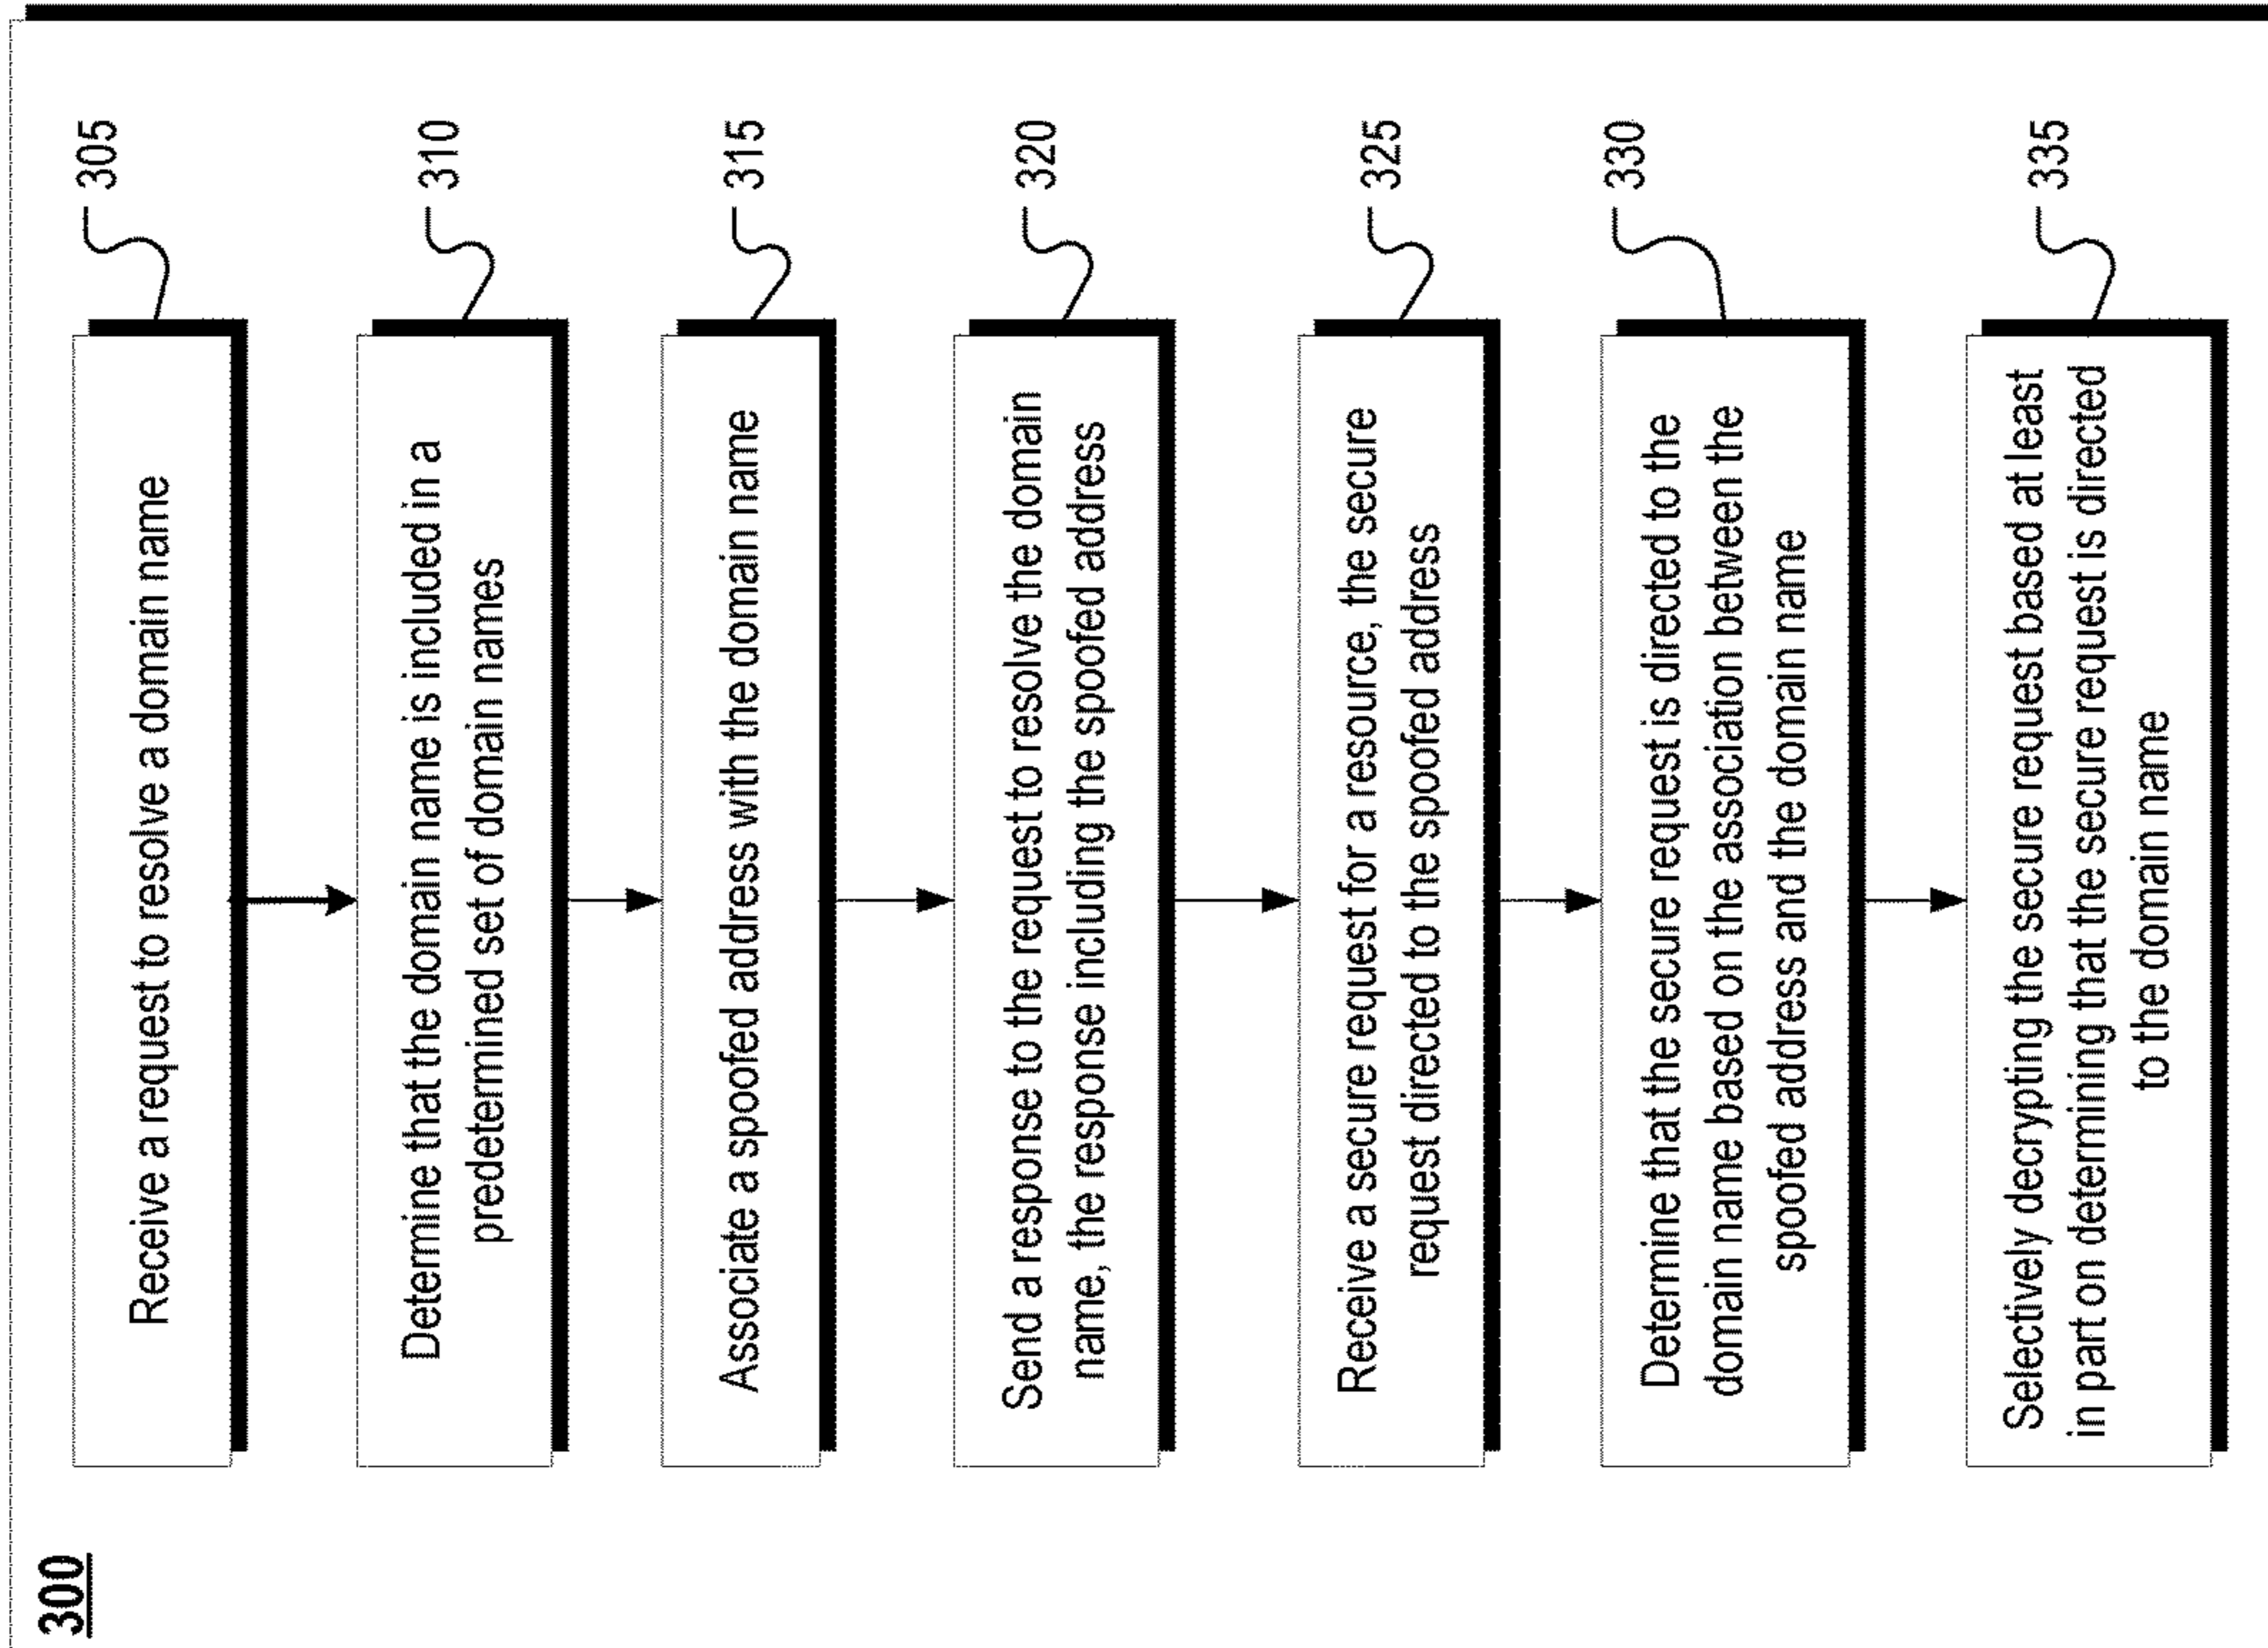 300
Receive a request to resolve a domain name
305
Determine that the domain name is included in a
predetermined set of domain names
310
Associate a spoofed address with the domain name
315
Send a response to the request to resolve the domain
name, the response including the spoofed address
320
Receive a secure request for a resource, the secure
request directed to the spoofed address
325
Determine that the secure request is directed to the
domain name based on the association between the
spoofed address and the domain name
330
Selectively decrypting the secure request based at least
in part on determining that the secure request is directed
to the domain name
335